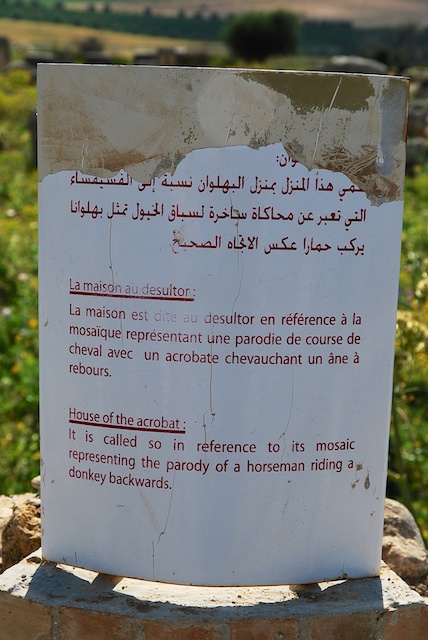 سمي هذا المنزل بمنزل البهلوان نسبة إلى الفسيفساء
التي تعبر عن محاكاة ساخرة لسباق الخيول تمثل بهلوانا
يركب حمارا عكس الاتجاه الصحيح
La maison au desultor :
La maison est dite au desultor en référence à la
mosaïque représentant une parodie de course de
cheval avec un acrobate chevauchant un âne à
rebours.
House of the acrobat :
It is called so in reference to its mosaic
representing the parody of a horseman riding a
donkey backwards.